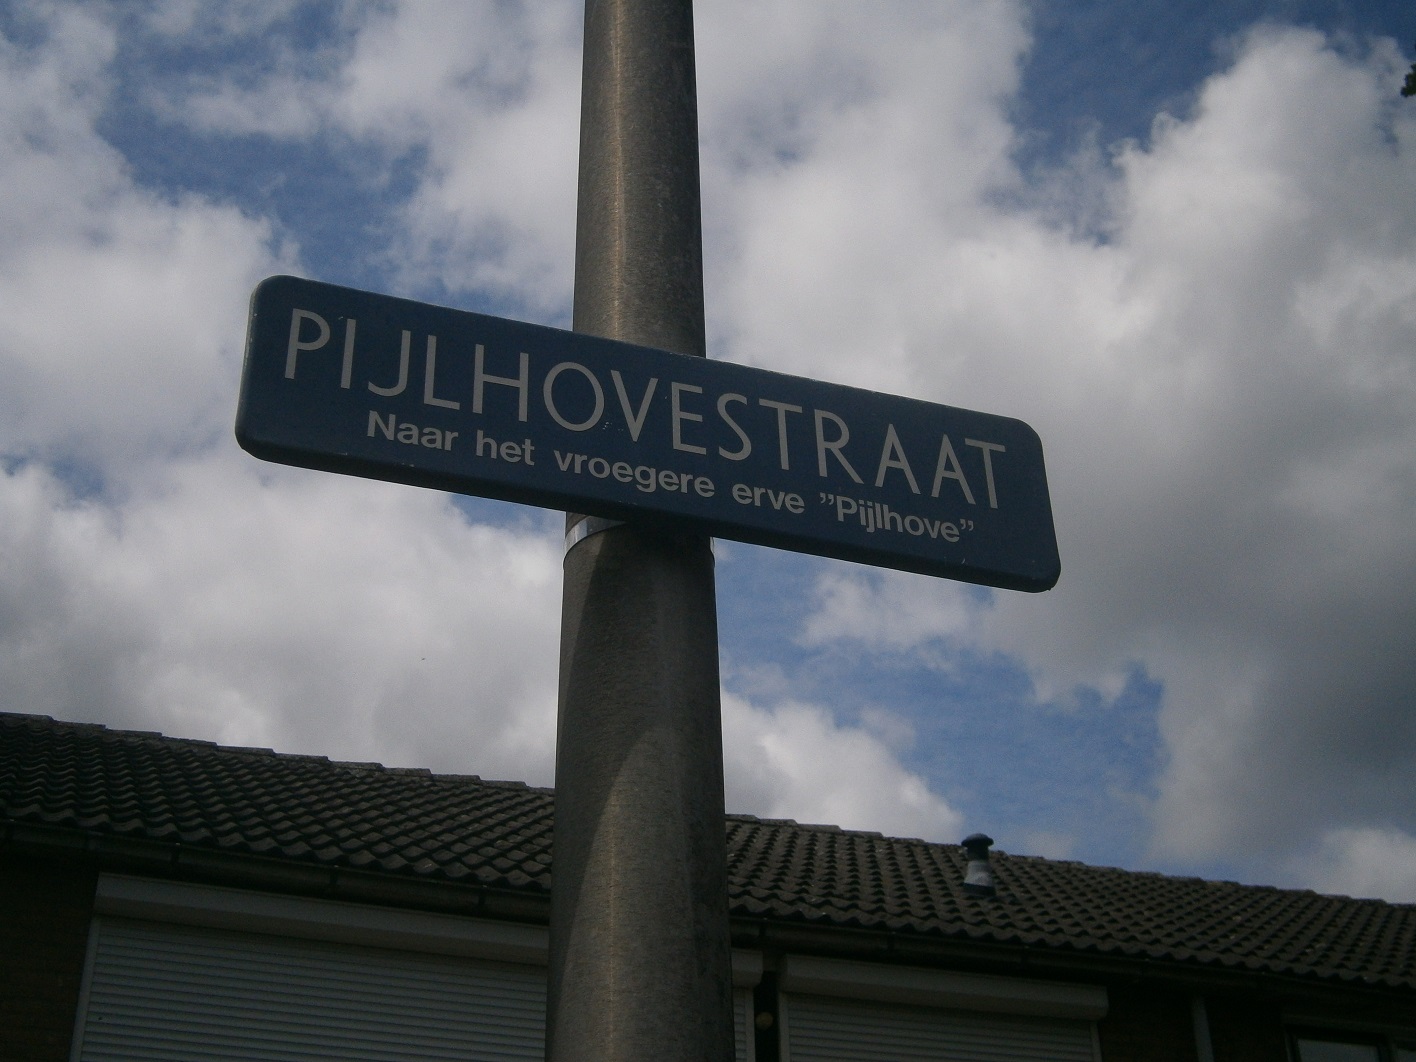 PIJLHOVESTRAAT
Naar het vroegere erve ”Pijlhove”